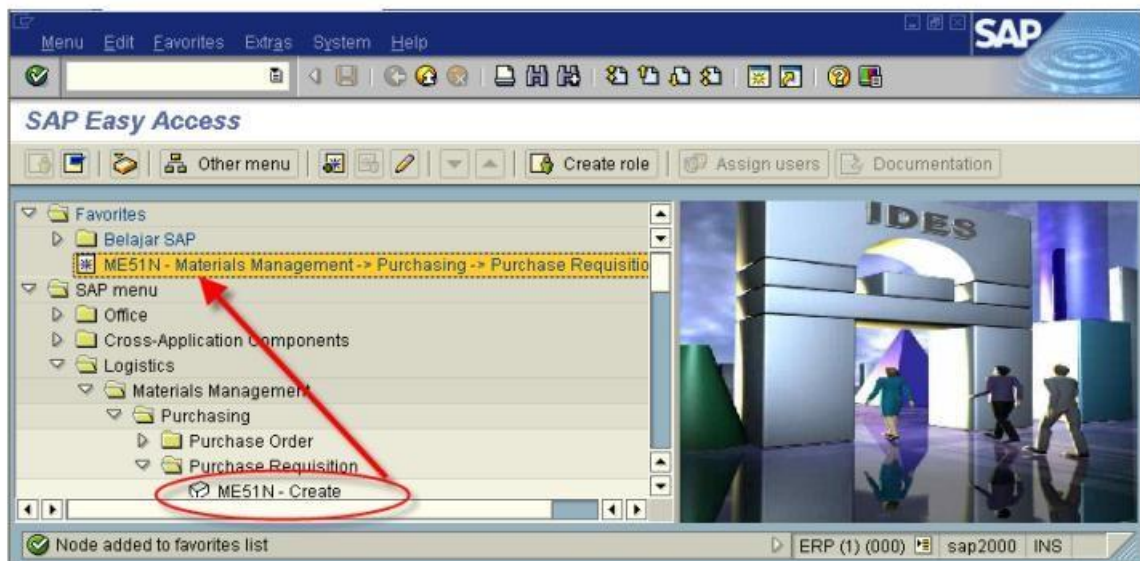 Menu Edit Favorites Extras System Help
SAP
SAP Easy Access
Other menu Create role Assign users Documentation
Favorites
Belajar SAP
ME51N - Materials Management -> Purchasing -> Purchase Requisitio
SAP menu
Office
Cross-Application Components
Logistics
Materials Management
Purchasing
Purchase Order
Purchase Requisition
ME51N - Create
IDES
Node added to favorites list ERP (1) (000) sap2000 INS